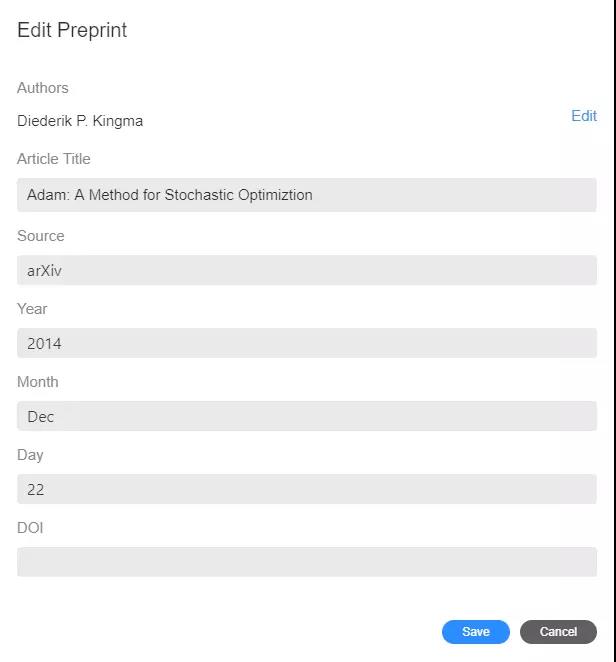 Edit Preprint
Authors
Diederik P. Kingma
Edit
Article Title
Adam: A Method for Stochastic Optimiztion
Source
arXiv
Year
2014
Month
Dec
Day
22
DOI
Save
Cancel